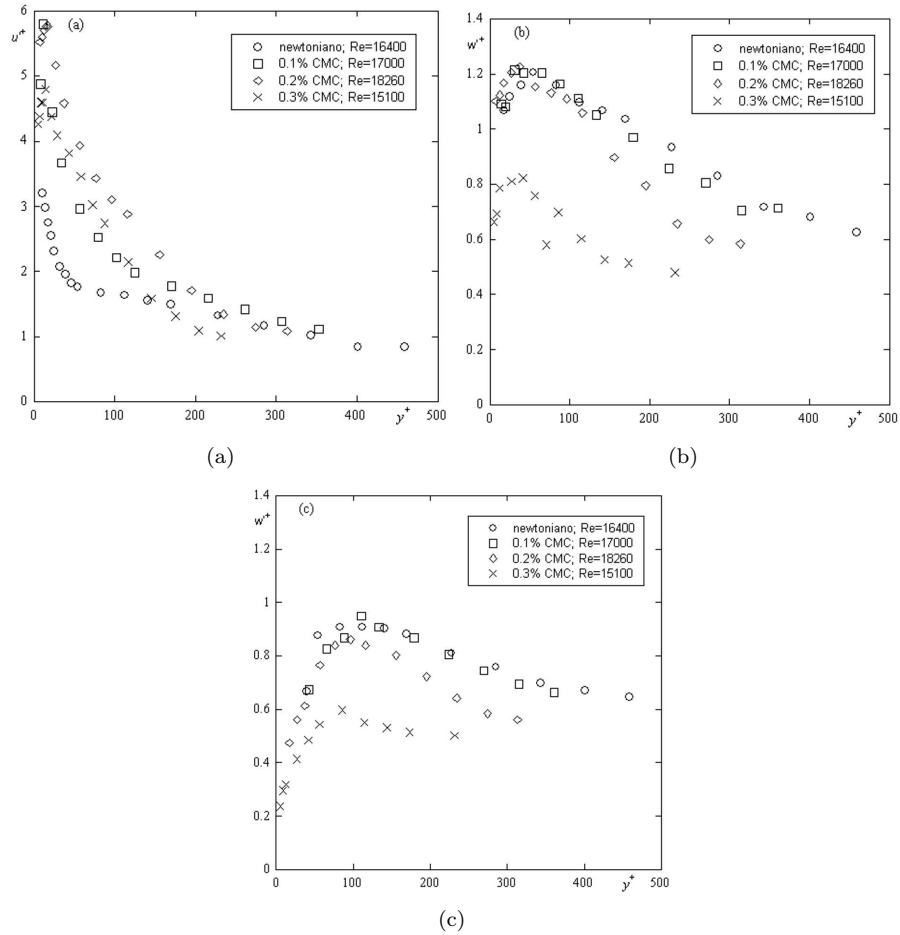 6
5
4
3
2
1
0
u'+
(a)
newtoniano; Re=16400
0.1% CMC; Re=17000
0.2% CMC; Re=18260
0.3% CMC; Re=15100
0 100 200 300 400 500
y+
(a)
1.4
1.2
1
0.8
0.6
0.4
0.2
0
w'+
(b)
newtoniano; Re=16400
0.1% CMC; Re=17000
0.2% CMC; Re=18260
0.3% CMC; Re=15100
0 100 200 300 400 500
y+
(b)
1.4
1.2
1
0.8
0.6
0.4
0.2
0
w'+
(c)
newtoniano; Re=16400
0.1% CMC; Re=17000
0.2% CMC; Re=18260
0.3% CMC; Re=15100
0 100 200 300 400 500
y+
(c)